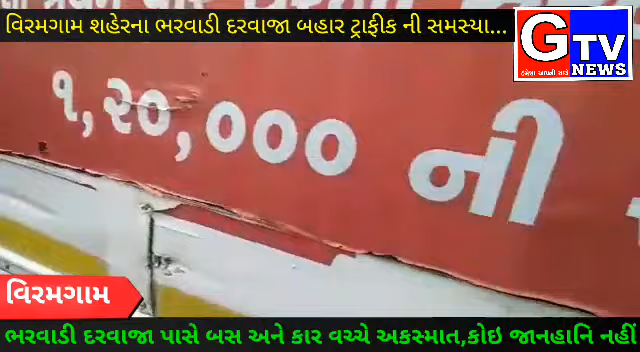 વિરમગામ શહેરના ભરવાડી દરવાજા બહાર ટ્રાફીક ની સમસ્યા...
GTV
NEWS
હંમેશા આપની સાથે
૧,૨૦,૦૦૦ ની
વિરમગામ
ભરવાડી દરવાજા પાસે બસ અને કાર વચ્ચે અકસ્માત,કોઇ જાનહાનિ નહીં